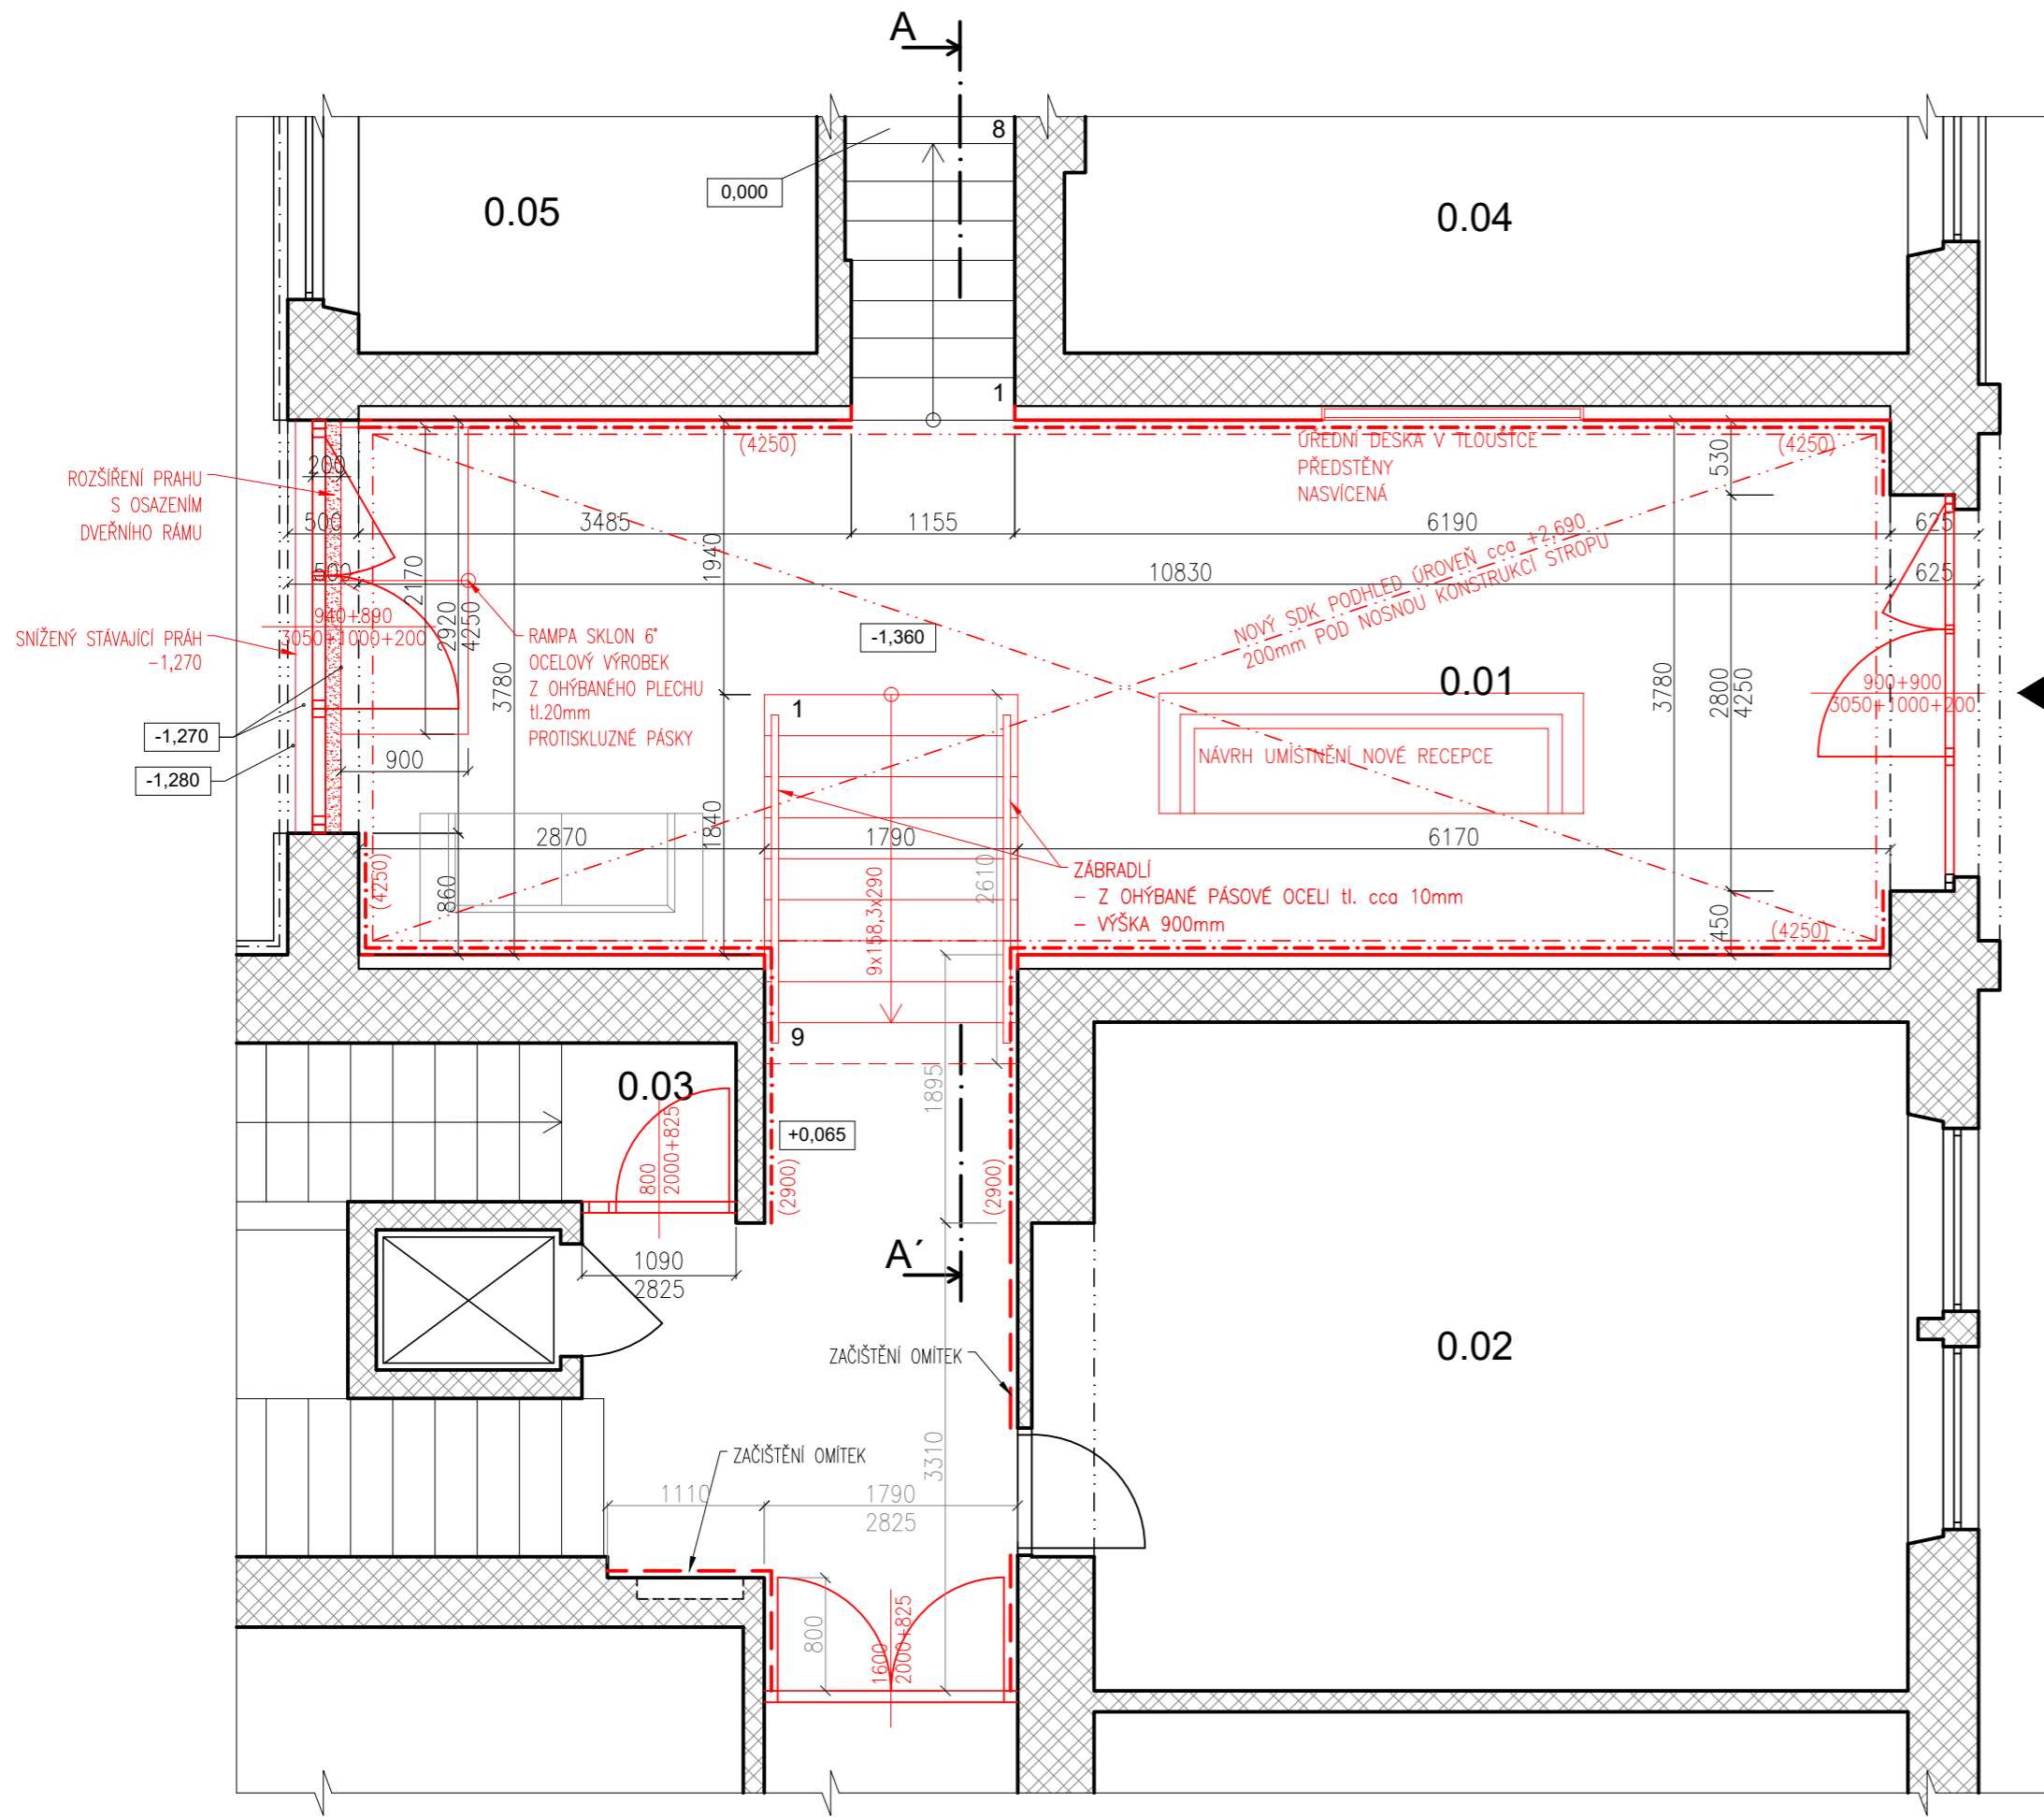 A
8
0.05
0,000
0.04
1
(4250)
ÚŘEDNÍ DESKA V TLOUŠŤCE
PŘEDSTĚNY
NASVÍCENÁ
(4250)
530
ROZŠÍŘENÍ PRAHU
S OSAZENÍM
DVEŘNÍHO RÁMU
200
500
3485
1155
6190
625
2170
1940
NOVÝ SDK PODHLED ÚROVEŇ cca +2,690
200mm POD NOSNOU KONSTRUKCÍ STROPU
500
10830
625
940+890
3050+1000+200
2920
4250
3780
SNÍŽENÝ STÁVAJÍCÍ PRÁH
-1,270
RAMPA SKLON 6°
OCELOVÝ VÝROBEK
Z OHÝBANÉHO PLECHU
tl.20mm
PROTISKLUZNÉ PÁSKY
-1,360
0.01
3780
2800
4250
900+900
3050+1000+200
1
-1,270
-1,280
900
NÁVRH UMÍSTNĚNÍ NOVÉ RECEPCE
2870
1840
1790
6170
(4250)
860
9x158,3x290
2610
ZÁBRADLÍ
- Z OHÝBANÉ PÁSOVÉ OCELI tl. cca 10mm
- VÝŠKA 900mm
450
(4250)
9
0.03
1895
800
2000+825
+0,065
(2900)
(2900)
A´
1090
2825
0.02
ZAČIŠTĚNÍ OMÍTEK
ZAČIŠTĚNÍ OMÍTEK
3310
1110
1790
2825
800
1600
2000+825